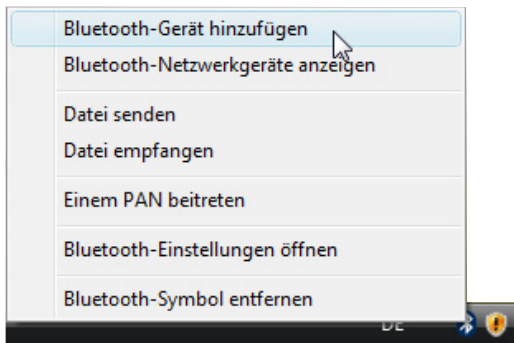 Bluetooth-Gerät hinzufügen
Bluetooth-Netzwerkgeräte anzeigen
Datei senden
Datei empfangen
Einem PAN beitreten
Bluetooth-Einstellungen öffnen
Bluetooth-Symbol entfernen
DE